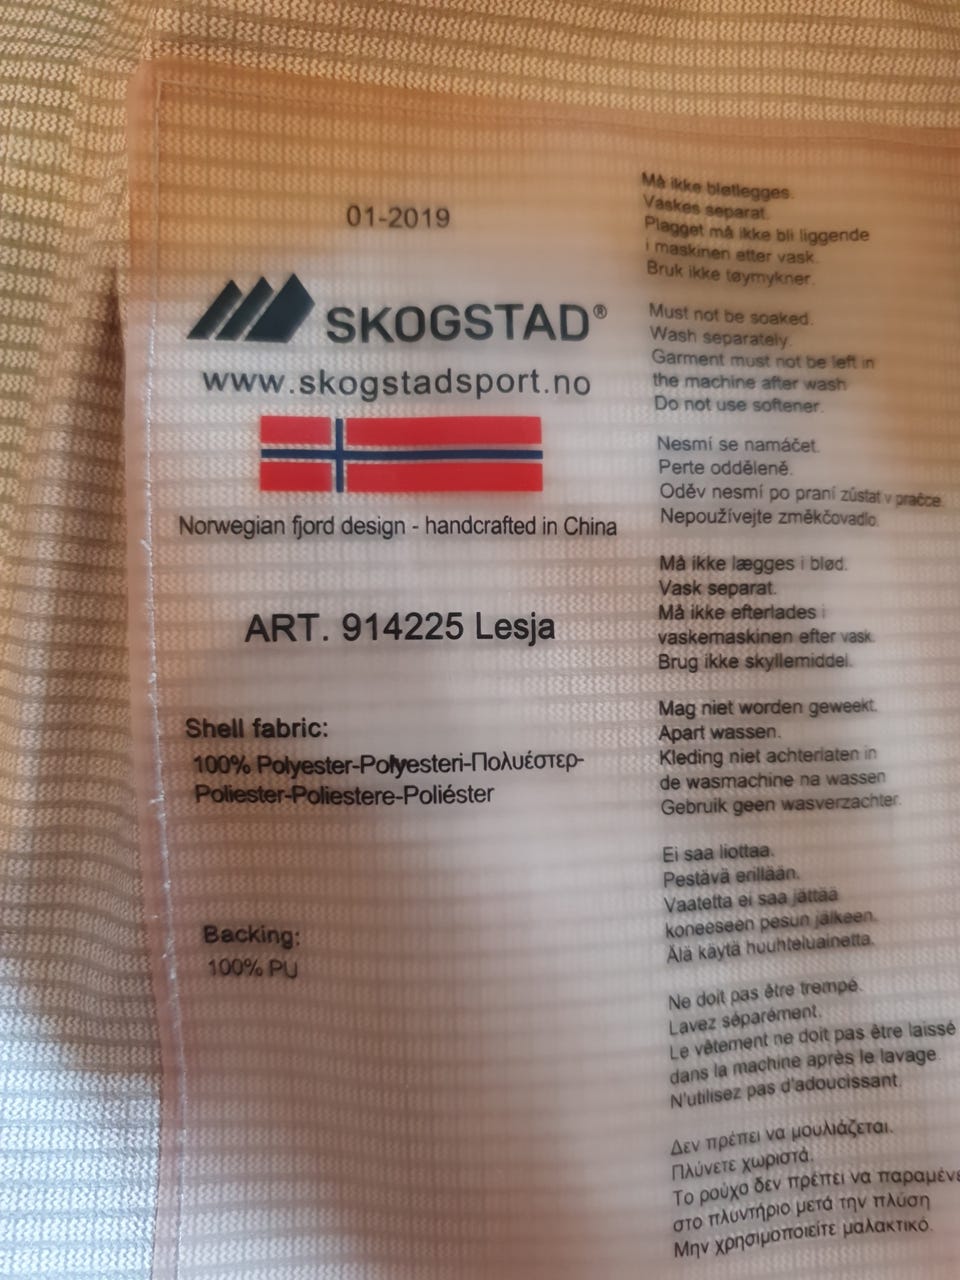 01-2019
SKOGSTAD®
www.skogstadsport.no
Norwegian fjord design - handcrafted in China
ART. 914225 Lesja
Shell fabric:
100% Polyester-Polyesteri-Πολυέστερ-
Poliester-Poliestere-Poliéster
Backing:
100% PU
Må ikke bløtlegges.
Vaskes separat.
Plagget må ikke bli liggende
i maskinen etter vask.
Bruk ikke tøymykner.
Must not be soaked.
Wash separately.
Garment must not be left in
the machine after wash
Do not use softener.
Nesmí se namáčet.
Perte odděleně.
Oděv nesmí po praní zůstat v pračce.
Nepoužívejte změkčovadlo.
Må ikke lægges i blød.
Vask separat.
Må ikke efterlades i
vaskemaskinen efter vask.
Brug ikke skyllemiddel.
Mag niet worden geweekt.
Apart wassen.
Kleding niet achterlaten in
de wasmachine na wassen
Gebruik geen wasverzachter.
Ei saa liottaa.
Pestävä erillään.
Vaatetta ei saa jättää
koneeseen pesun jälkeen.
Älä käytä huuhteluainetta.
Ne doit pas être trempé.
Lavez séparément.
Le vêtement ne doit pas être laissé
dans la machine après le lavage.
N'utilisez pas d'adoucissant.
Δεν πρέπει να μουλιάζεται.
Πλύνετε χωριστά.
Το ρούχο δεν πρέπει να παραμένε
στο πλυντήριο μετά την πλύση
Μην χρησιμοποιείτε μαλακτικό.